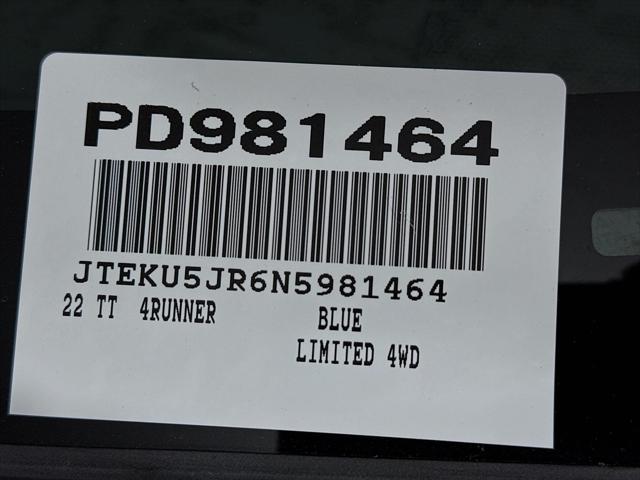 PD981464
JTEKU5JR6N5981464
22 TT 4RUNNER BLUE
LIMITED 4WD